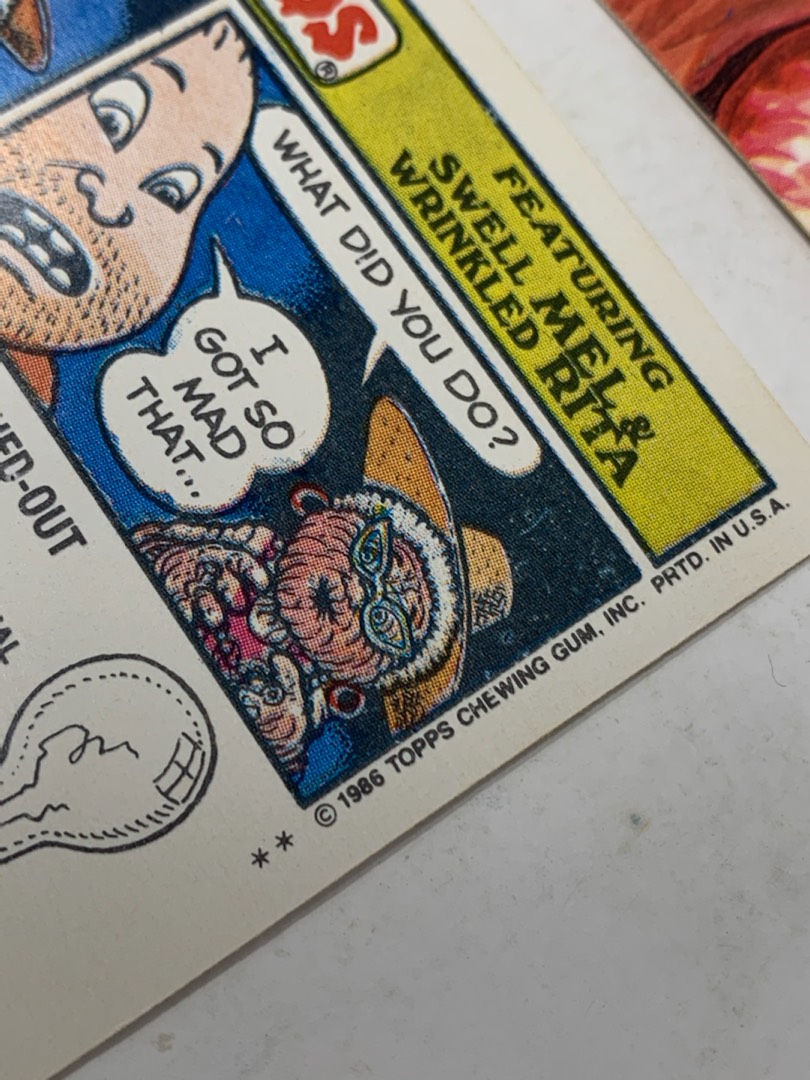 ®
FEATURING
SWELL MEL &
WRINKLED RITA
WHAT DID YOU DO?
I
GOT SO
MAD
THAT...
© 1986 TOPPS CHEWING GUM, INC. PRTD. IN U.S.A.
**